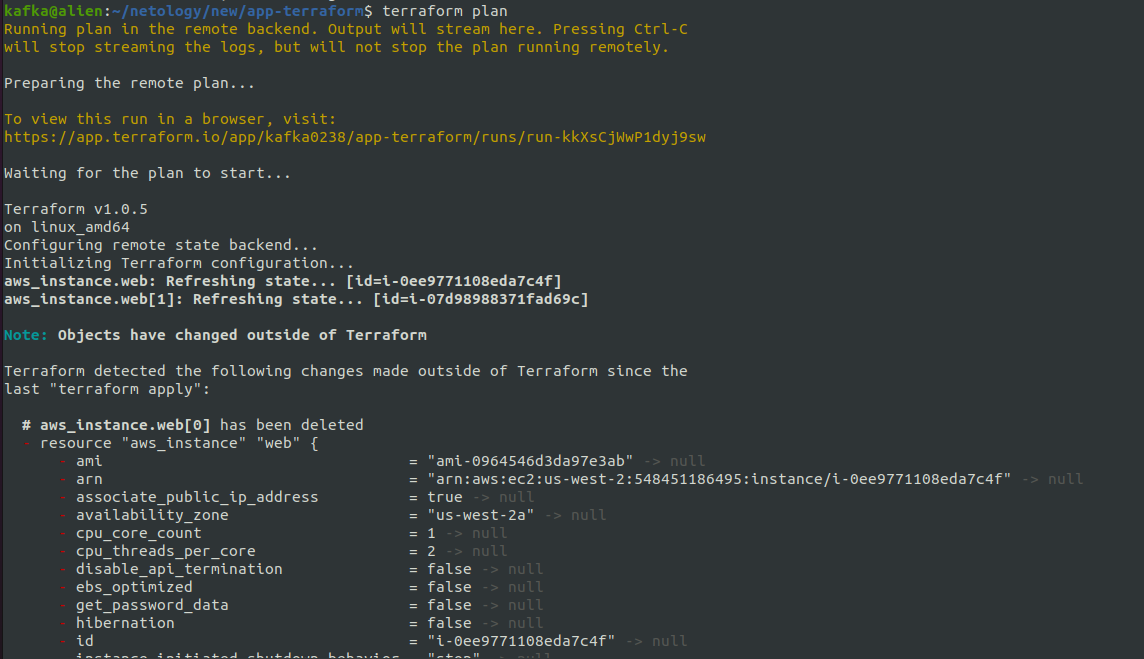 kafka@alien:~/netology/new/app-terraform$ terraform plan
Running plan in the remote backend. Output will stream here. Pressing Ctrl-C
will stop streaming the logs, but will not stop the plan running remotely.
Preparing the remote plan...
To view this run in a browser, visit:
https://app.terraform.io/app/kafka0238/app-terraform/runs/run-kkXsCjWwP1dyj9sw
Waiting for the plan to start...
Terraform v1.0.5
on linux_amd64
Configuring remote state backend...
Initializing Terraform configuration...
aws_instance.web: Refreshing state... [id=i-0ee9771108eda7c4f]
aws_instance.web[1]: Refreshing state... [id=i-07d98988371fad69c]
Note: Objects have changed outside of Terraform
Terraform detected the following changes made outside of Terraform since the
last "terraform apply":
# aws_instance.web[0] has been deleted
- resource "aws_instance" "web" {
- ami = "ami-0964546d3da97e3ab" -> null
- arn = "arn:aws:ec2:us-west-2:548451186495:instance/i-0ee9771108eda7c4f" -> null
- associate_public_ip_address = true -> null
- availability_zone = "us-west-2a" -> null
- cpu_core_count = 1 -> null
- cpu_threads_per_core = 2 -> null
- disable_api_termination = false -> null
- ebs_optimized = false -> null
- get_password_data = false -> null
- hibernation = false -> null
- id = "i-0ee9771108eda7c4f" -> null
- instance_initiated_shutdown_behavior = "stop" -> null